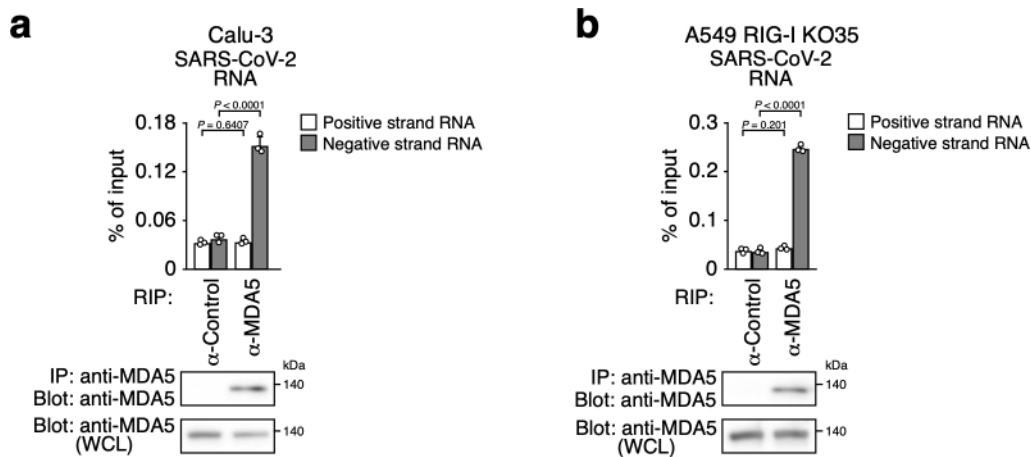 a
Calu-3
SARS-CoV-2
RNA
P < 0.0001
P = 0.6407
0.18
0.12
0.06
0
% of input
Positive strand RNA
Negative strand RNA
RIP:
α-Control
α-MDA5
kDa
IP: anti-MDA5
Blot: anti-MDA5
140
Blot: anti-MDA5
(WCL)
140
b
A549 RIG-I KO35
SARS-CoV-2
RNA
P < 0.0001
P = 0.201
0.3
0.2
0.1
0
% of input
Positive strand RNA
Negative strand RNA
RIP:
α-Control
α-MDA5
kDa
IP: anti-MDA5
Blot: anti-MDA5
140
Blot: anti-MDA5
(WCL)
140